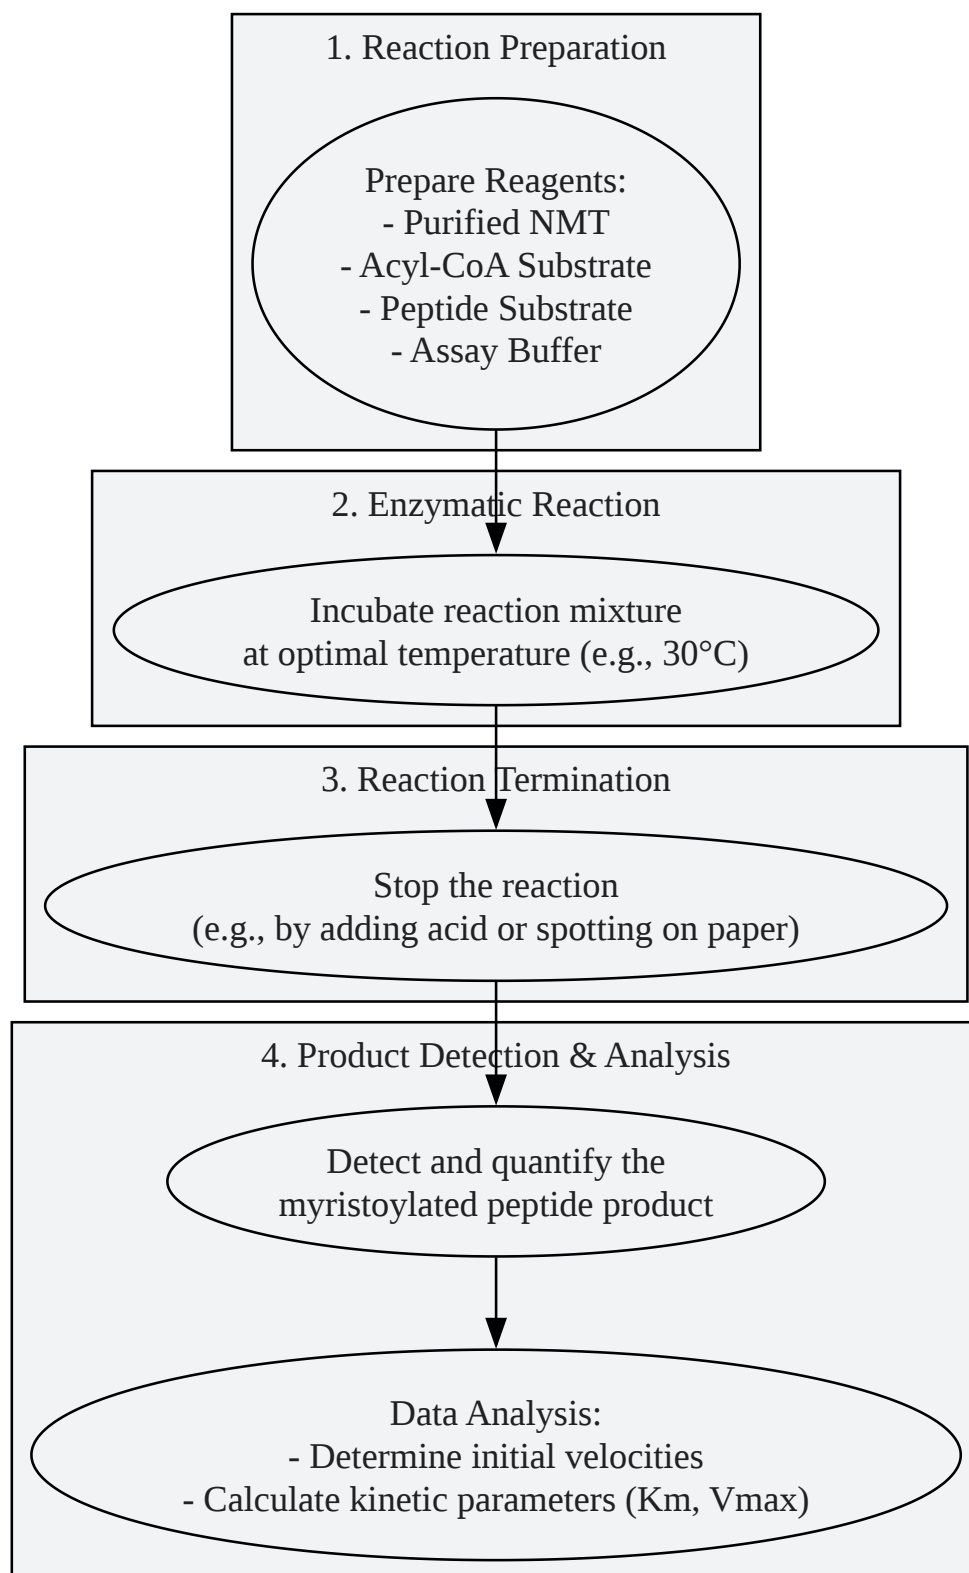 1. Reaction Preparation
Prepare Reagents:
- Purified NMT
- Acyl-CoA Substrate
- Peptide Substrate
- Assay Buffer
2. Enzymatic Reaction
Incubate reaction mixture
at optimal temperature (e.g., 30°C)
3. Reaction Termination
Stop the reaction
(e.g., by adding acid or spotting on paper)
4. Product Detection & Analysis
Detect and quantify the
myristoylated peptide product
Data Analysis:
- Determine initial velocities
- Calculate kinetic parameters (Km, Vmax)